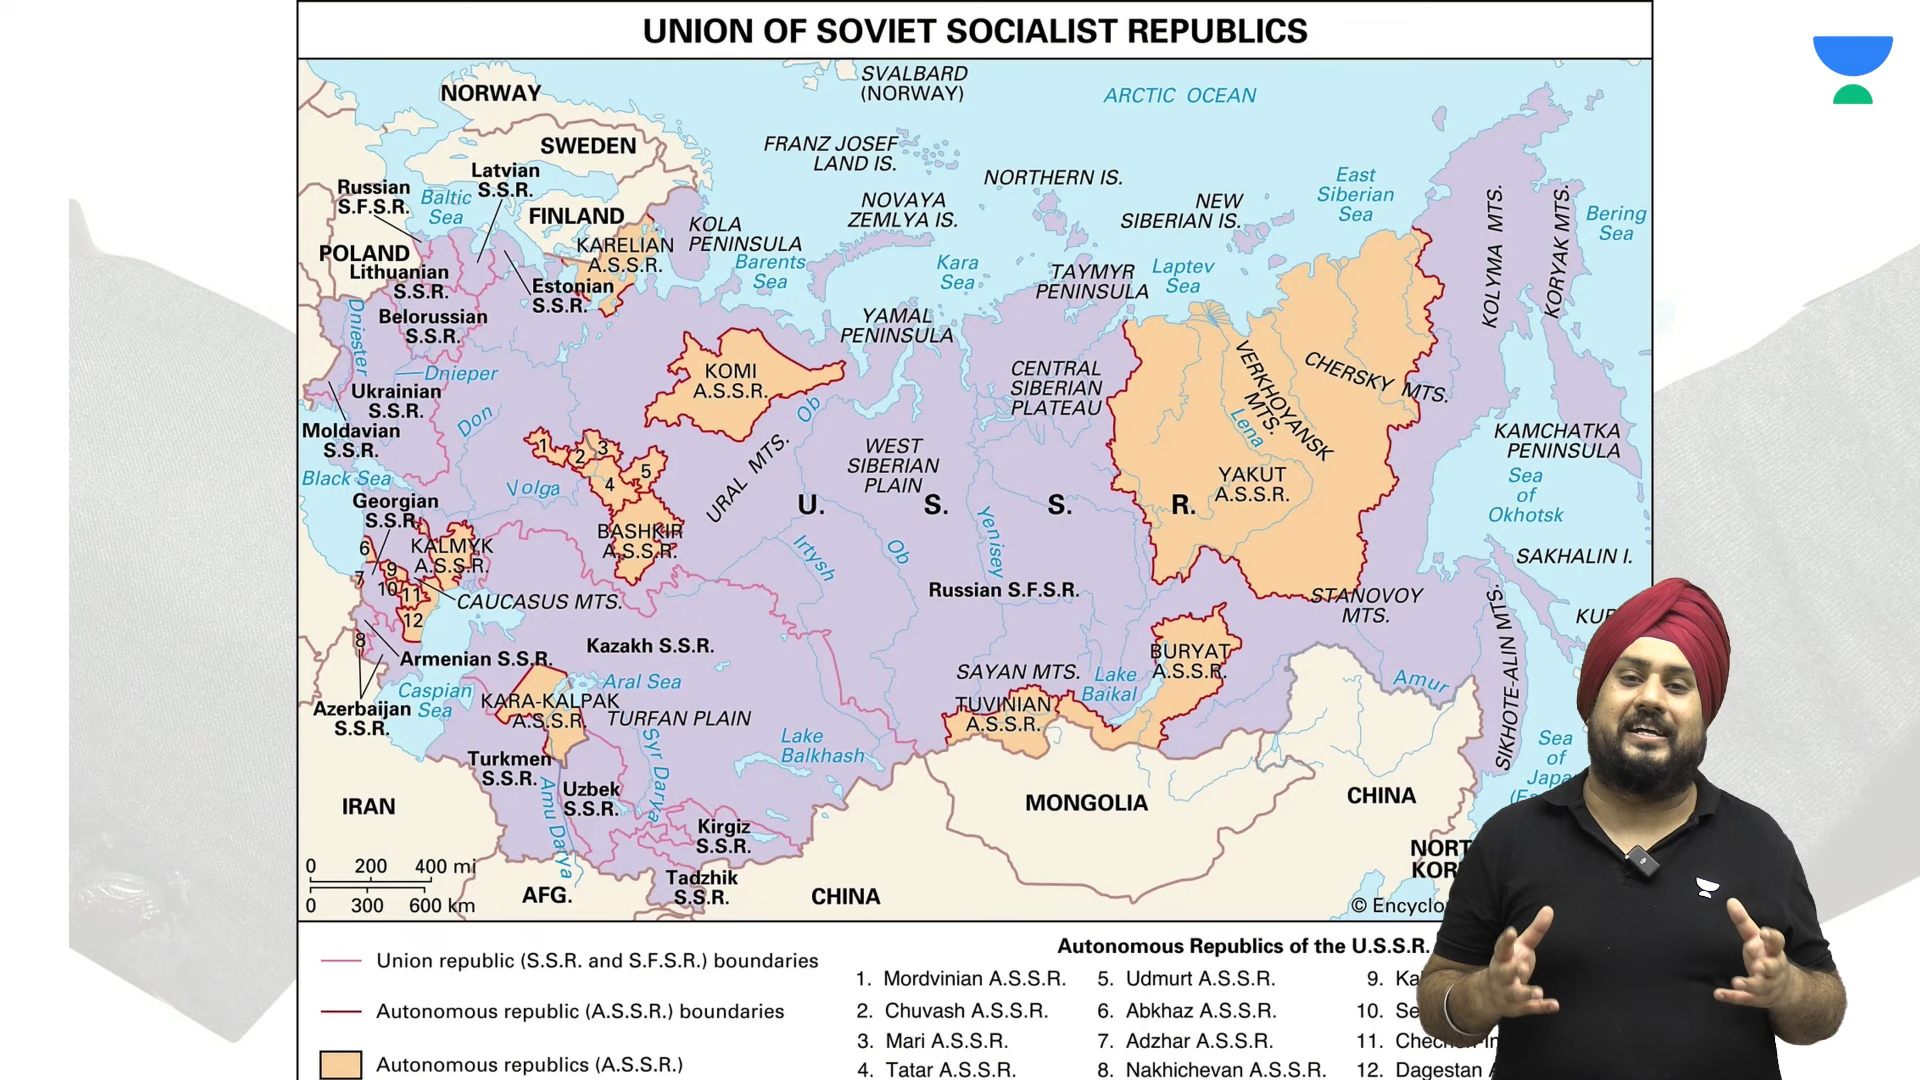 UNION OF SOVIET SOCIALIST REPUBLICS
SVALBARD
(NORWAY)
ARCTIC OCEAN
NORWAY
SWEDEN
FRANZ JOSEF
LAND IS.
NORTHERN IS.
Latvian
S.S.R.
Russian
S.F.S.R.
Baltic
Sea
FINLAND
KOLA
PENINSULA
NOVAYA
ZEMLYA IS.
NEW
SIBERIAN IS.
East
Siberian
Sea
KOLYMA MTS.
KORYAK MTS.
Bering
Sea
POLAND
Lithuanian
S.S.R.
KARELIAN
A.S.S.R.
Estonian
S.S.R.
Barents
Sea
Kara
Sea
TAYMYR
PENINSULA
Laptev
Sea
Belorussian
S.S.R.
Dniester
Dnieper
YAMAL
PENINSULA
KOMI
A.S.S.R.
CENTRAL
SIBERIAN
PLATEAU
VERKHOYANSK
MTS.
CHERSKY MTS.
Ukrainian
S.S.R.
Don
Ob
Lena
Moldavian
S.S.R.
KAMCHATKA
PENINSULA
1
2
3
4
5
URAL MTS.
WEST
SIBERIAN
PLAIN
YAKUT
A.S.S.R.
Sea
of
Okhotsk
Black Sea
Volga
Georgian
S.S.R.
U. S. S. R.
BASHKIR
A.S.S.R.
Irtysh
Ob
Yenisey
KALMYK
A.S.S.R.
6
7
9
10
11
12
8
CAUCASUS MTS.
Russian S.F.S.R.
SAKHALIN I.
STANOVOY
MTS.
SIKHOTE-ALIN MTS.
Kazakh S.S.R.
Armenian S.S.R.
BURYAT
A.S.S.R.
SAYAN MTS.
Lake
Baikal
Amur
Caspian
Sea
Aral Sea
KARA-KALPAK
A.S.S.R.
TURFAN PLAIN
TUVINIAN
A.S.S.R.
Azerbaijan
S.S.R.
Lake
Balkhash
Syr Darya
Sea
of
Turkmen
S.S.R.
Amu Darya
Uzbek
S.S.R.
IRAN
MONGOLIA
CHINA
Kirgiz
S.S.R.
0 200 400 mi
0 300 600 km
AFG.
Tadzhik
S.S.R.
CHINA
©
Union republic (S.S.R. and S.F.S.R.) boundaries
Autonomous republic (A.S.S.R.) boundaries
Autonomous republics (A.S.S.R.)
Autonomous Republics of the U.S.S.R.
1. Mordvinian A.S.S.R.
2. Chuvash A.S.S.R.
3. Mari A.S.S.R.
4. Tatar A.S.S.R.
5. Udmurt A.S.S.R.
6. Abkhaz A.S.S.R.
7. Adzhar A.S.S.R.
8. Nakhichevan A.S.S.R.
9.
10.
11.
12. Dagestan